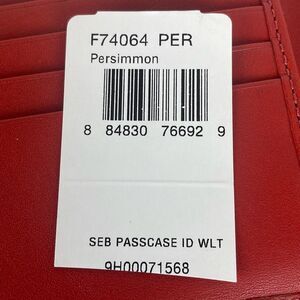 F74064 PER
Persimmon
8 84830 76692 9
SEB PASSCASE ID WLT
9H00071568